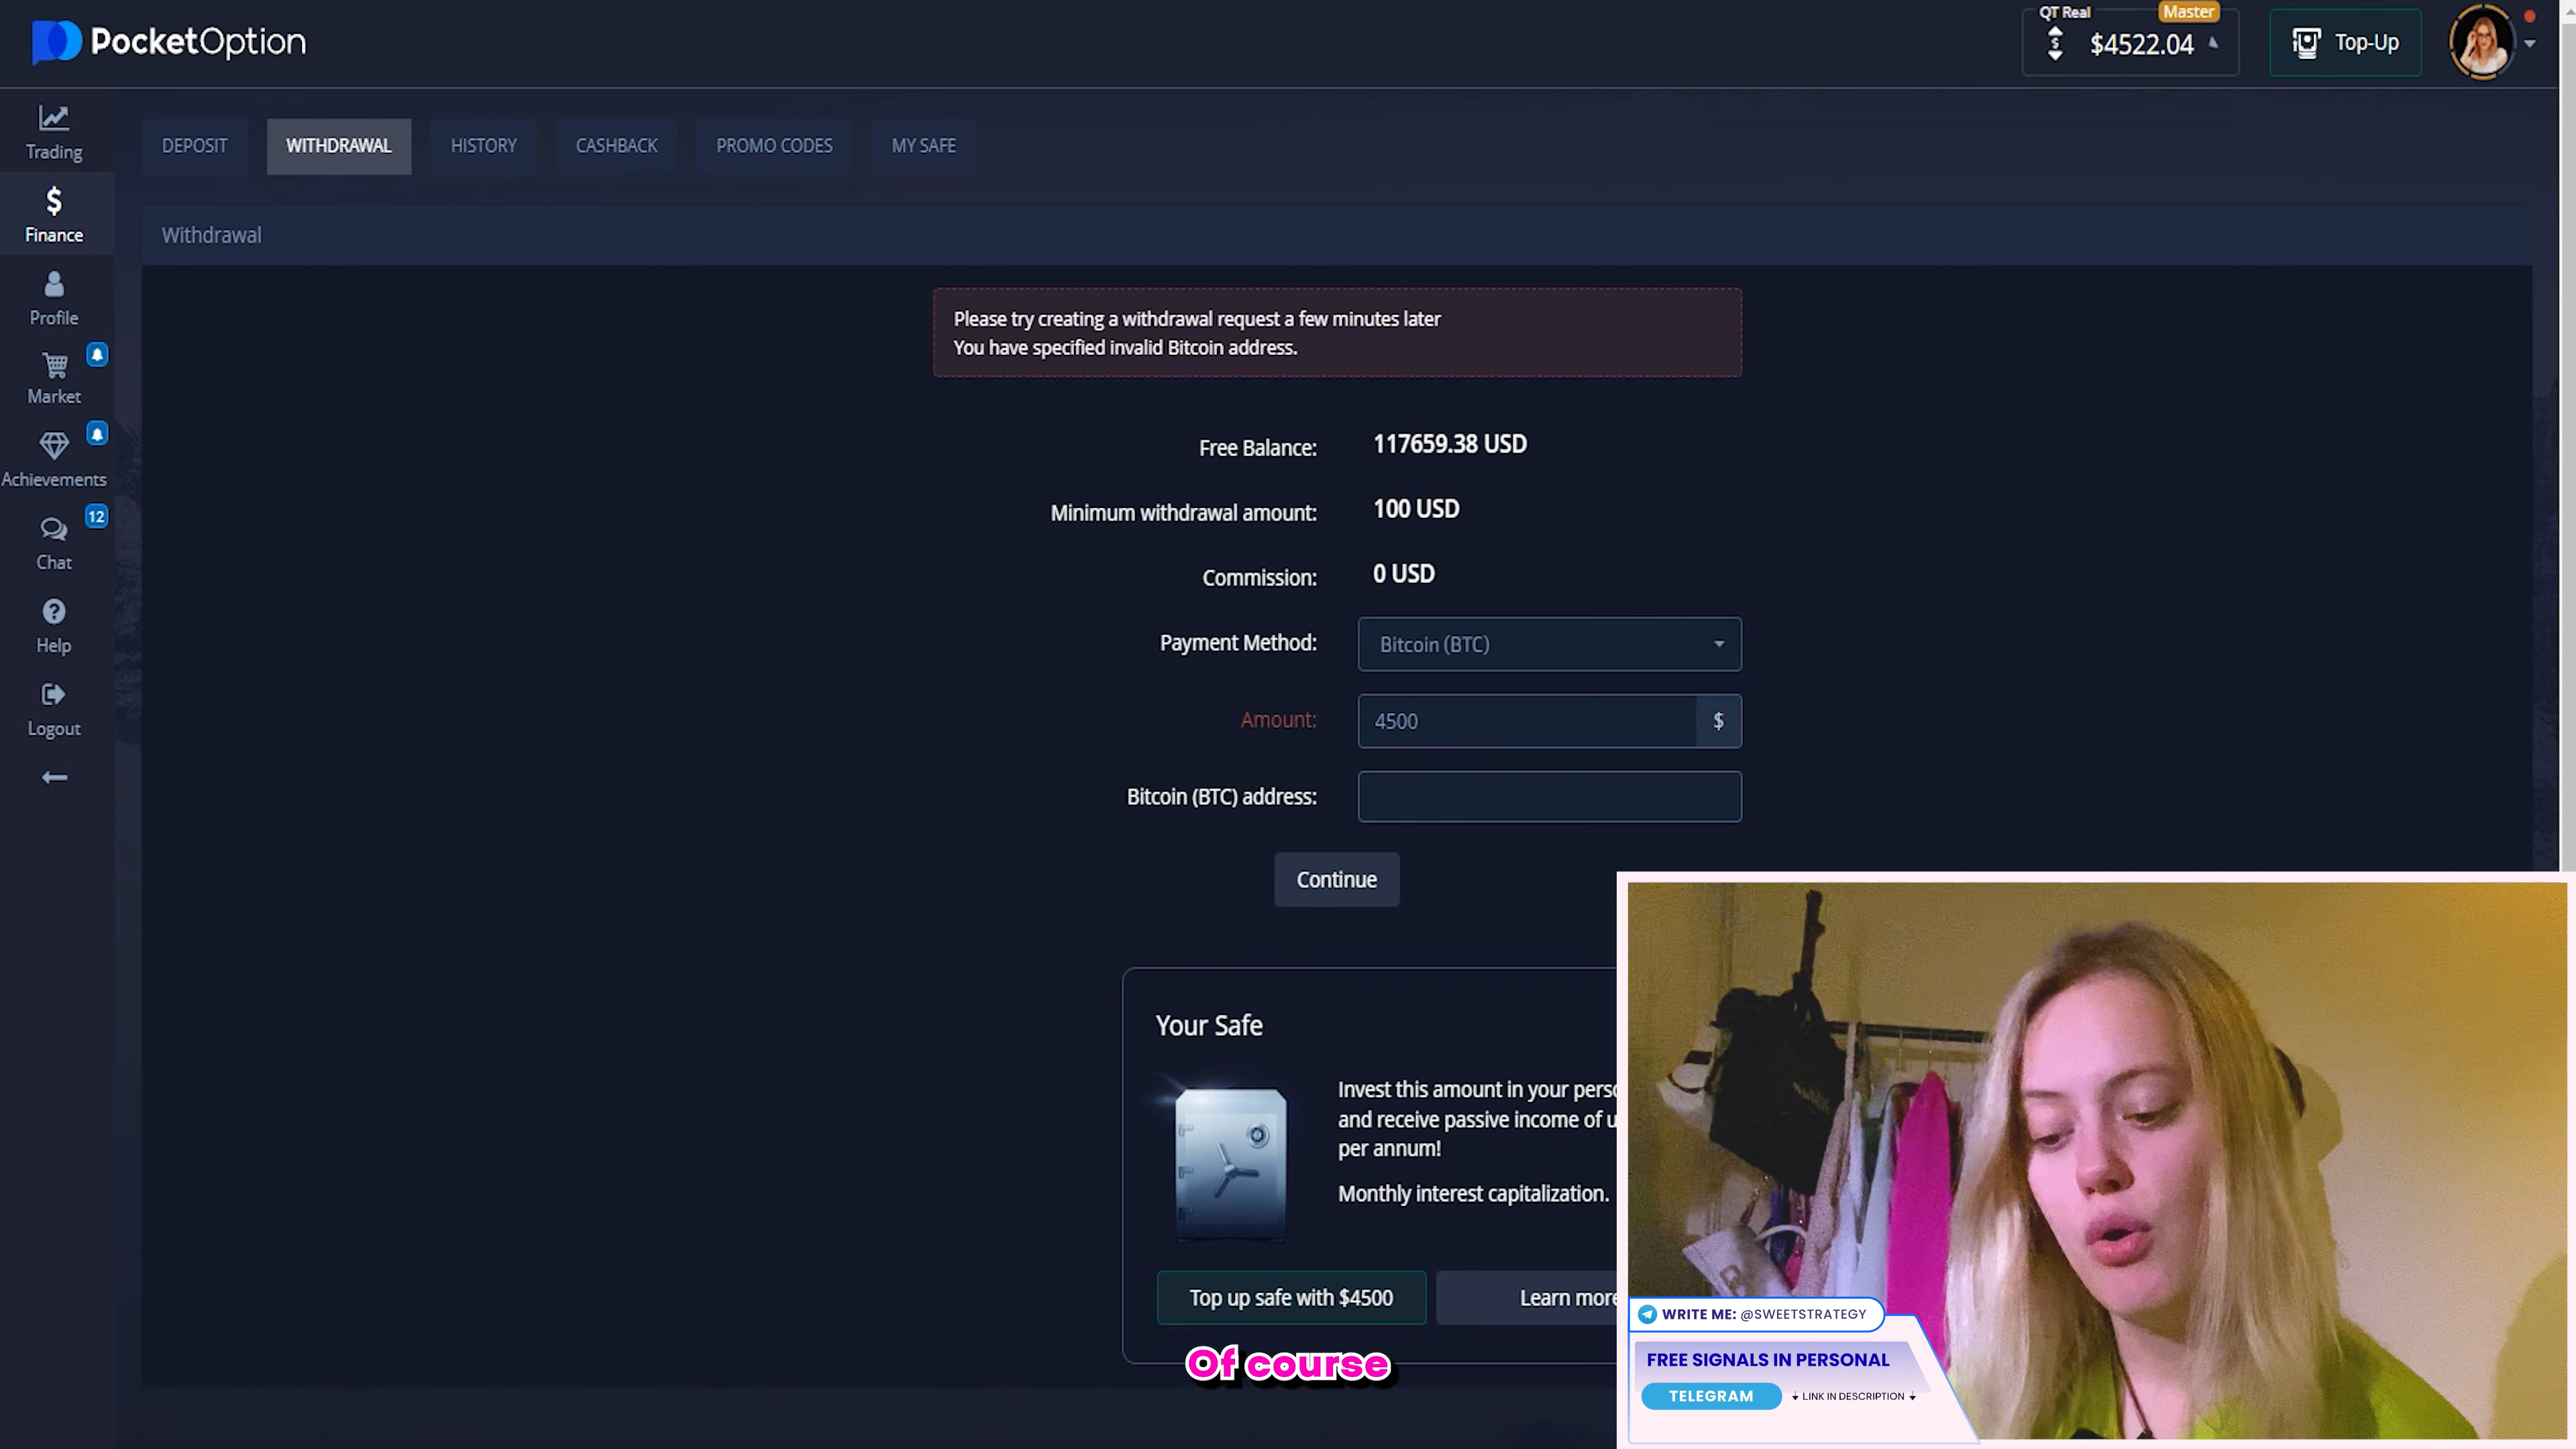 PocketOption
QT Real
Master
$4522.04
Top-Up
Trading
Finance
Profile
Market
Achievements
12
Chat
Help
Logout
DEPOSIT
WITHDRAWAL
HISTORY
CASHBACK
PROMO CODES
MY SAFE
Withdrawal
Please try creating a withdrawal request a few minutes later
You have specified invalid Bitcoin address.
Free Balance: 117659.38 USD
Minimum withdrawal amount: 100 USD
Commission: 0 USD
Payment Method: Bitcoin (BTC)
Amount: 4500 $
Bitcoin (BTC) address:
Continue
Your Safe
Invest this amount in your perso
and receive passive income of u
per annum!
Monthly interest capitalization.
Top up safe with $4500
Learn more
Of course
WRITE ME: @SWEETSTRATEGY
FREE SIGNALS IN PERSONAL
TELEGRAM
LINK IN DESCRIPTION